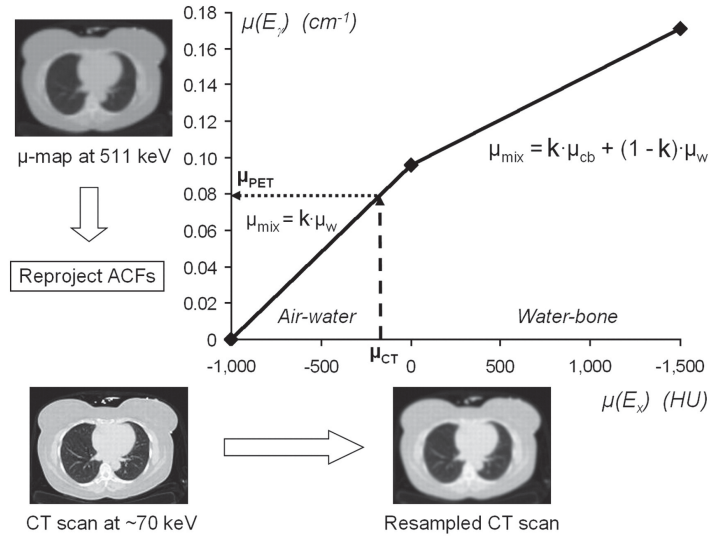 μ(Eγ) (cm-1)
0.18
0.16
0.14
0.12
0.10
0.08
0.06
0.04
0.02
0
μ-map at 511 keV
Reproject ACFs
μPET
μmix = k·μw
μmix = k·μcb + (1 - k)·μw
Air-water
Water-bone
-1,000
-500
μCT
0
500
1,000
-1,500
μ(Ex) (HU)
CT scan at ~70 keV
Resampled CT scan